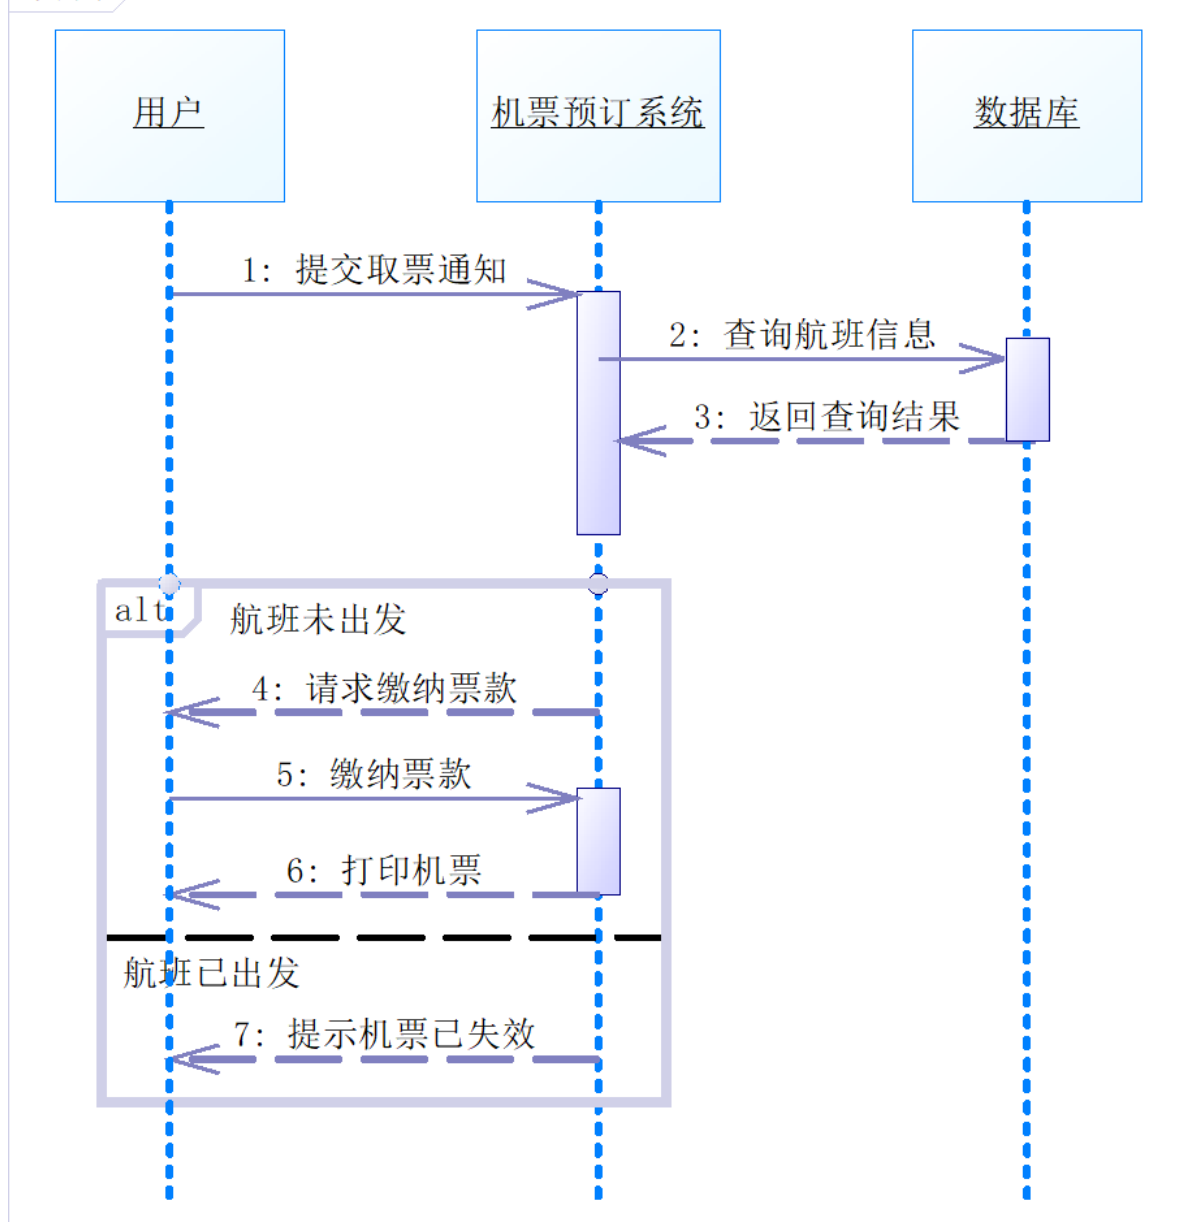 用户
机票预订系统
数据库
1: 提交取票通知
2: 查询航班信息
3: 返回查询结果
alt
航班未出发
4: 请求缴纳票款
5: 缴纳票款
6: 打印机票
航班已出发
7: 提示机票已失效